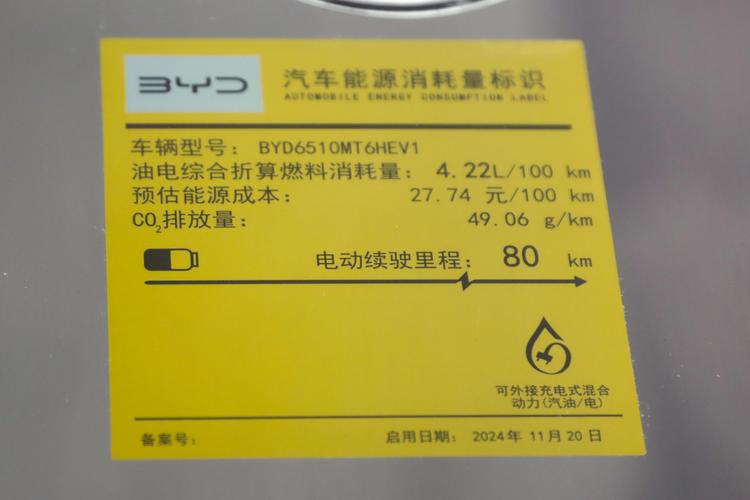 BYD
汽车能源消耗量标识
AUTOMOBILE ENERGY CONSUMPTION LABEL
车辆型号: BYD6510MT6HEV1
油电综合折算燃料消耗量: 4.22L/100 km
预估能源成本: 27.74 元/100 km
CO₂排放量: 49.06 g/km
电动续驶里程: 80 km
可外接充电式混合
动力(汽油/电)
备案号:
启用日期: 2024年 11月 20 日